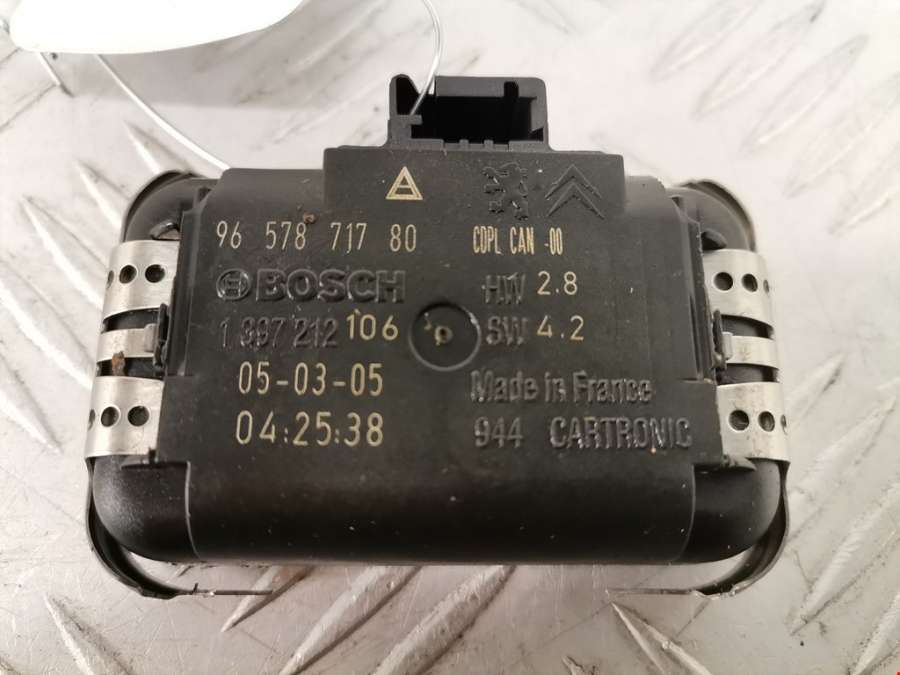 A
96 578 717 80
CDPL CAN -00
BOSCH
HW 2.8
1 397 212 106
SW 4.2
05-03-05
Made in France
04:25:38
944 CARTRONIC